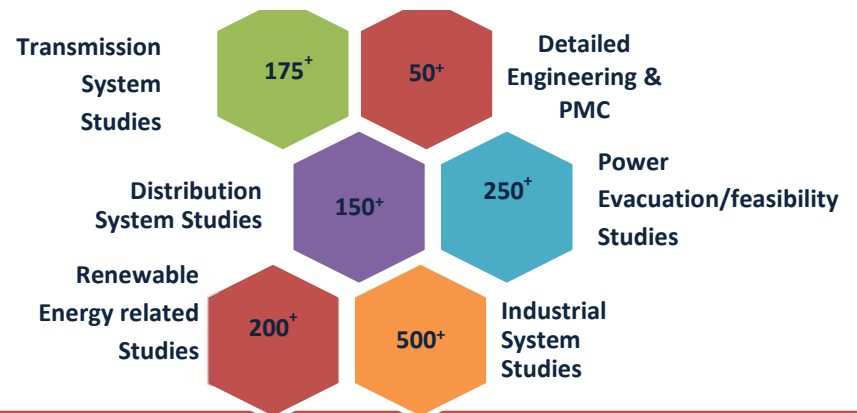 Transmission
System
Studies
175+
50+
Detailed
Engineering &
PMC
Distribution
System Studies
150+
250+
Power
Evacuation/feasibility
Studies
Renewable
Energy related
Studies
200+
500+
Industrial
System
Studies